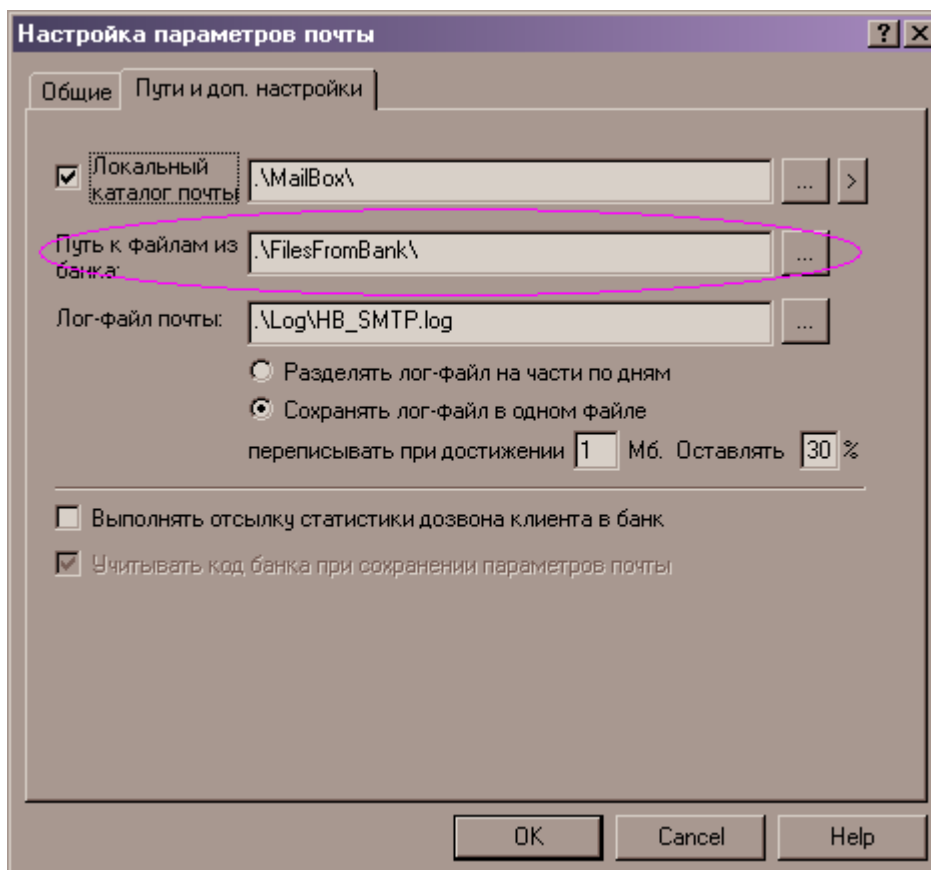 Настройка параметров почты
Общие
Пути и доп. настройки
Локальный
каталог почты
.\MailBox\
...
>
Путь к файлам из
банка:
.\FilesFromBank\
...
Лог-файл почты:
.\Log\HB_SMTP.log
...
Разделять лог-файл на части по дням
Сохранять лог-файл в одном файле
переписывать при достижении 1 Мб. Оставлять 30 %
Выполнять отсылку статистики дозвона клиента в банк
Учитывать код банка при сохранении параметров почты
OK
Cancel
Help